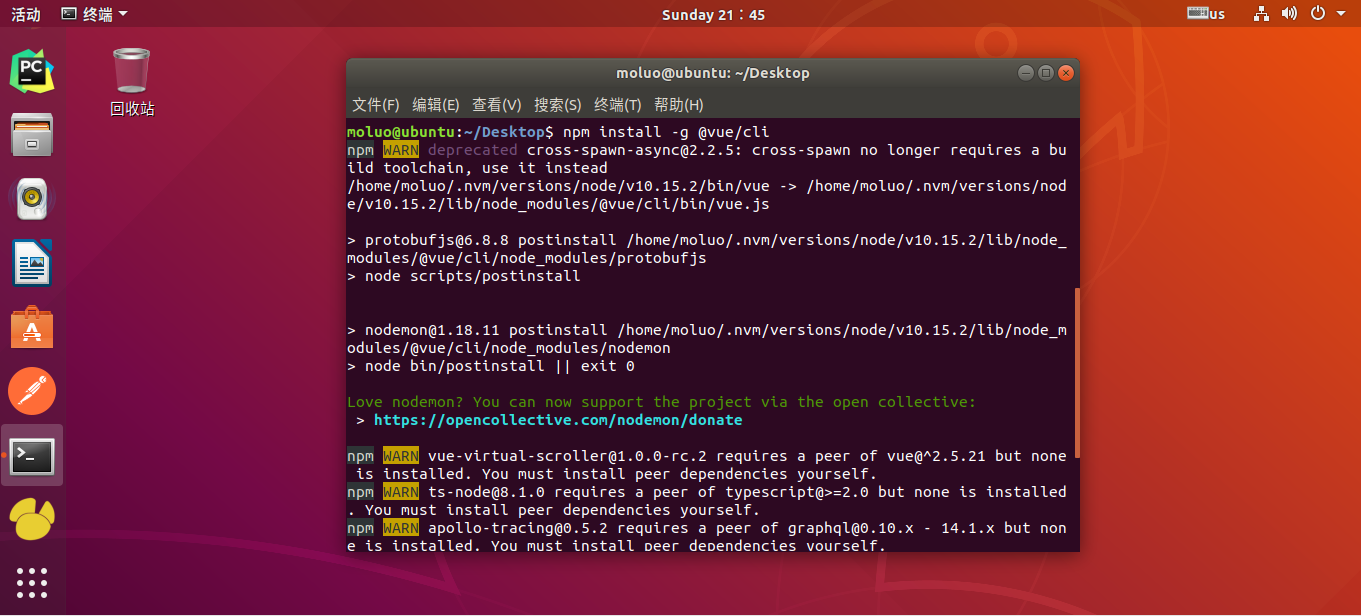 活动 终端 Sunday 21：45 us
PC
回收站
moluo@ubuntu: ~/Desktop
文件(F) 编辑(E) 查看(V) 搜索(S) 终端(T) 帮助(H)
moluo@ubuntu:~/Desktop$ npm install -g @vue/cli
npm WARN deprecated cross-spawn-async@2.2.5: cross-spawn no longer requires a bu
ild toolchain, use it instead
/home/moluo/.nvm/versions/node/v10.15.2/bin/vue -> /home/moluo/.nvm/versions/nod
e/v10.15.2/lib/node_modules/@vue/cli/bin/vue.js
> protobufjs@6.8.8 postinstall /home/moluo/.nvm/versions/node/v10.15.2/lib/node_
modules/@vue/cli/node_modules/protobufjs
> node scripts/postinstall
> nodemon@1.18.11 postinstall /home/moluo/.nvm/versions/node/v10.15.2/lib/node_m
odules/@vue/cli/node_modules/nodemon
> node bin/postinstall || exit 0
Love nodemon? You can now support the project via the open collective:
> https://opencollective.com/nodemon/donate
npm WARN vue-virtual-scroller@1.0.0-rc.2 requires a peer of vue@^2.5.21 but none
is installed. You must install peer dependencies yourself.
npm WARN ts-node@8.1.0 requires a peer of typescript@>=2.0 but none is installed
. You must install peer dependencies yourself.
npm WARN apollo-tracing@0.5.2 requires a peer of graphql@0.10.x - 14.1.x but non
e is installed. You must install peer dependencies yourself.